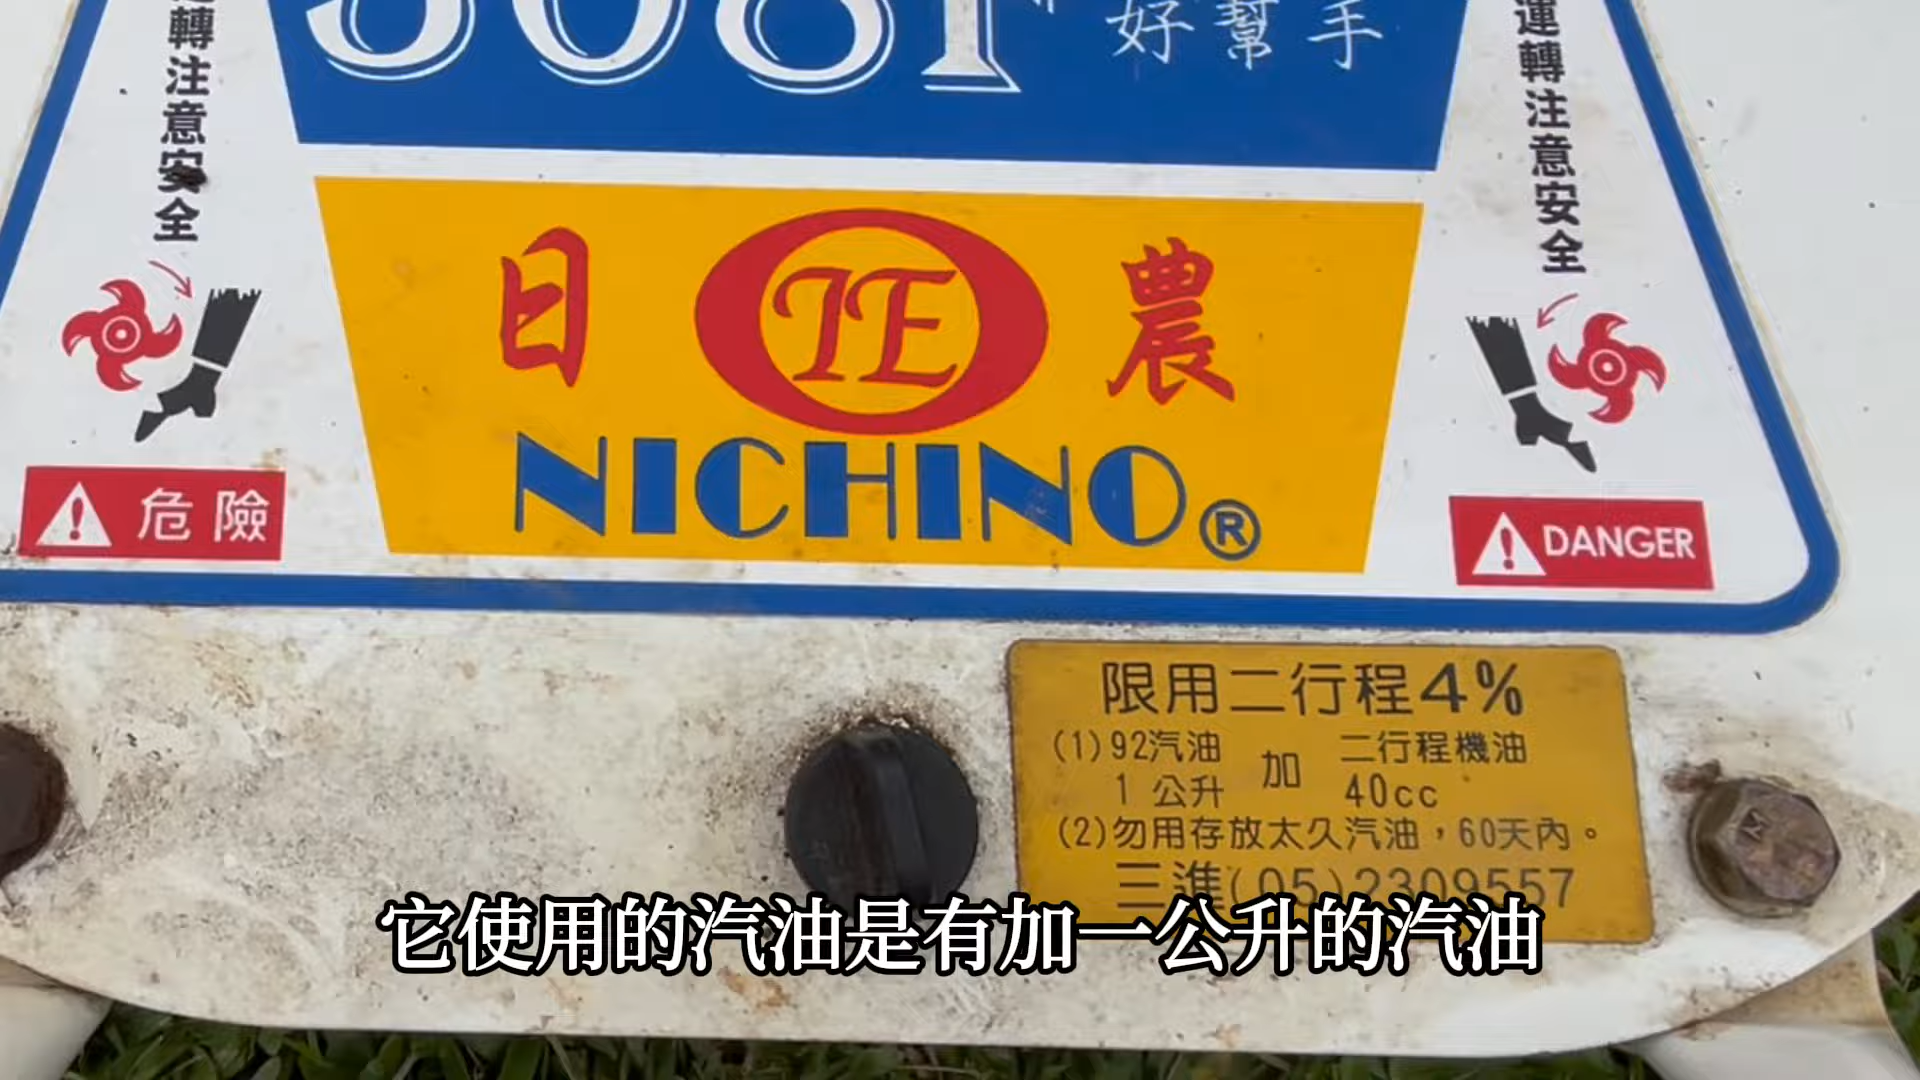 好幫手
運轉注意安全
轉注意安全
日 IE 農
NICHINO®
危險
DANGER
限用二行程4%
(1)92汽油 加 二行程機油
1公升 40cc
(2)勿用存放太久汽油，60天內。
三進(05)2309557
它使用的汽油是有加一公升的汽油